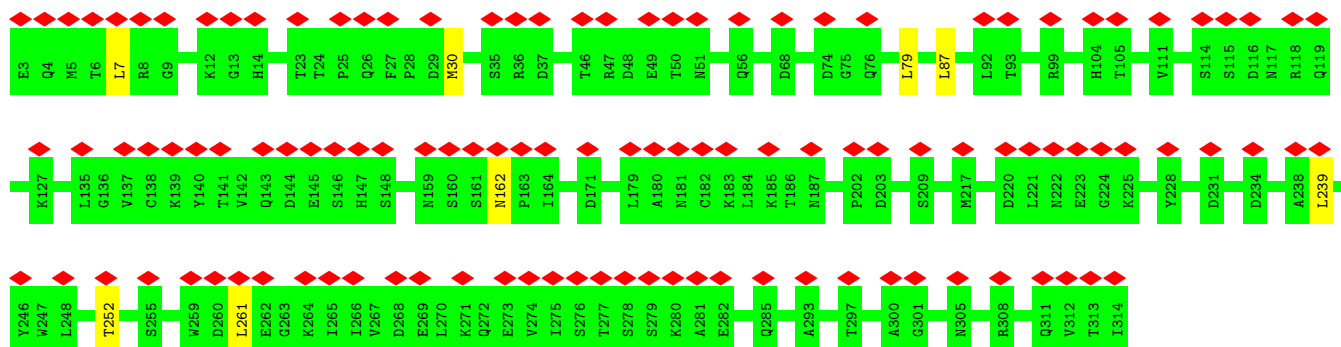 E3 Q4 M5 T6 L7 R8 G9 K12 G13 H14 T23 T24 P25 Q26 F27 P28 D29 M30 S35 R36 D37 T46 R47 D48 E49 T50 N51 Q56 D68 D74 G75 Q76 L79 L87 L92 T93 R99 H104 T105 V111 S114 S115 D116 N117 R118 Q119
K127 L135 G136 V137 C138 K139 Y140 T141 V142 Q143 D144 E145 S146 H147 S148 N159 S160 S161 N162 P163 I164 D171 L179 A180 N181 C182 K183 L184 K185 T186 N187 P202 D203 S209 M217 D220 L221 N222 E223 G224 K225 Y228 D231 D234 A238 L239
Y246 W247 L248 T252 S255 W259 D260 L261 E262 G263 K264 I265 I266 V267 D268 E269 L270 K271 Q272 E273 V274 I275 S276 T277 S278 S279 K280 A281 E282 Q285 A293 T297 A300 G301 N305 R308 Q311 V312 T313 I314